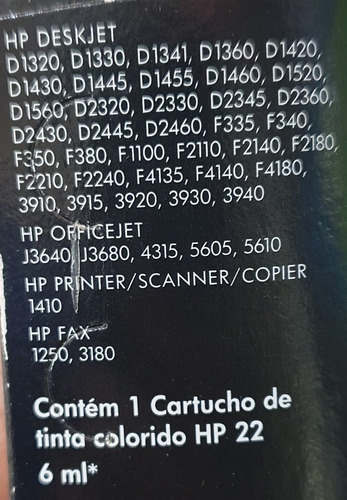 HP DESKJET
D1320, D1330, D1341, D1360, D1420,
D1430, D1445, D1455, D1460, D1520,
D1560, D2320, D2330, D2345, D2360,
D2430, D2445, D2460, F335, F340,
F350, F380, F1100, F2110, F2140, F2180,
F2210, F2240, F4135, F4140, F4180,
3910, 3915, 3920, 3930, 3940
HP OFFICEJET
J3640, J3680, 4315, 5605, 5610
HP PRINTER/SCANNER/COPIER
1410
HP FAX
1250, 3180
Contém 1 Cartucho de
tinta colorido HP 22
6 ml*